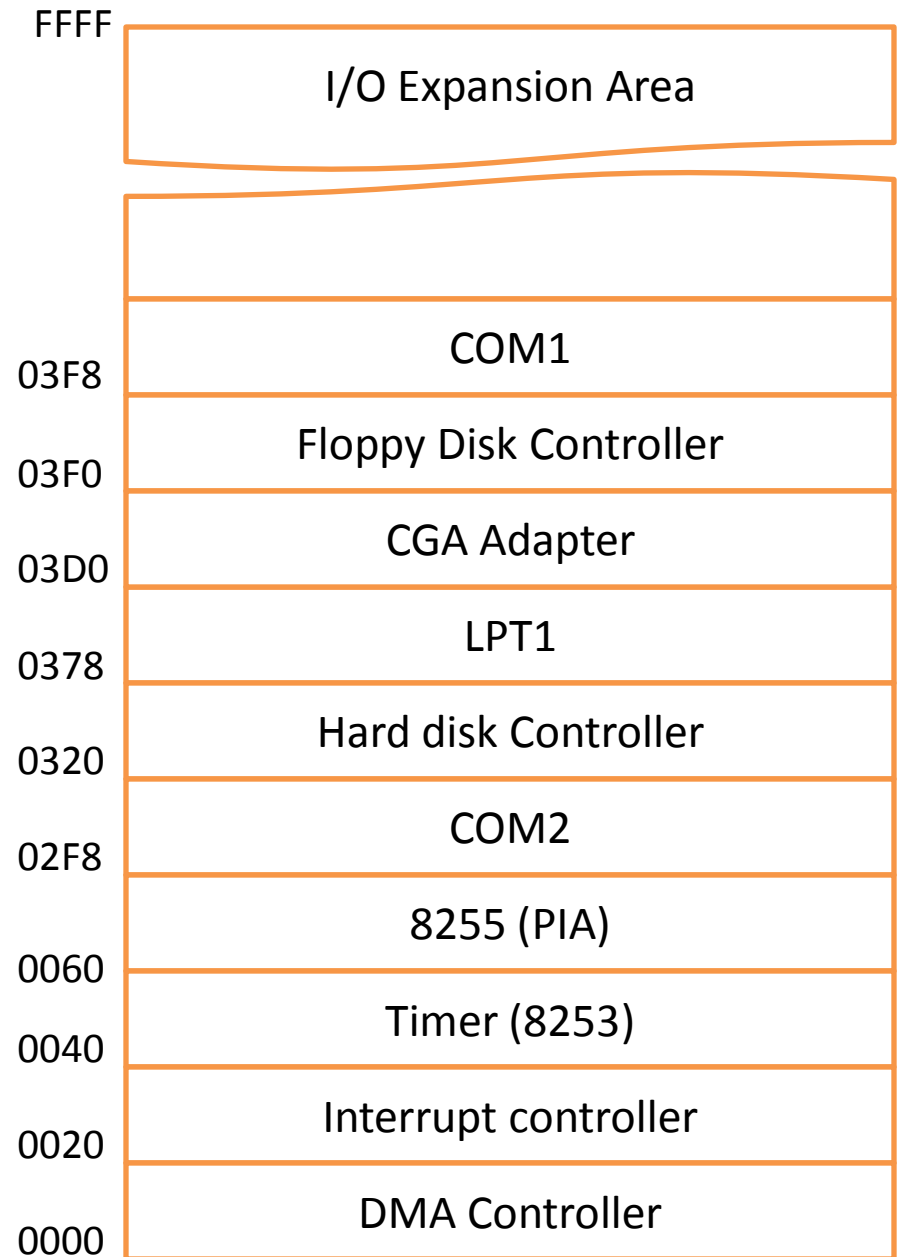 FFFF
I/O Expansion Area
COM1
03F8
Floppy Disk Controller
03F0
CGA Adapter
03D0
LPT1
0378
Hard disk Controller
0320
COM2
02F8
8255 (PIA)
0060
Timer (8253)
0040
Interrupt controller
0020
DMA Controller
0000